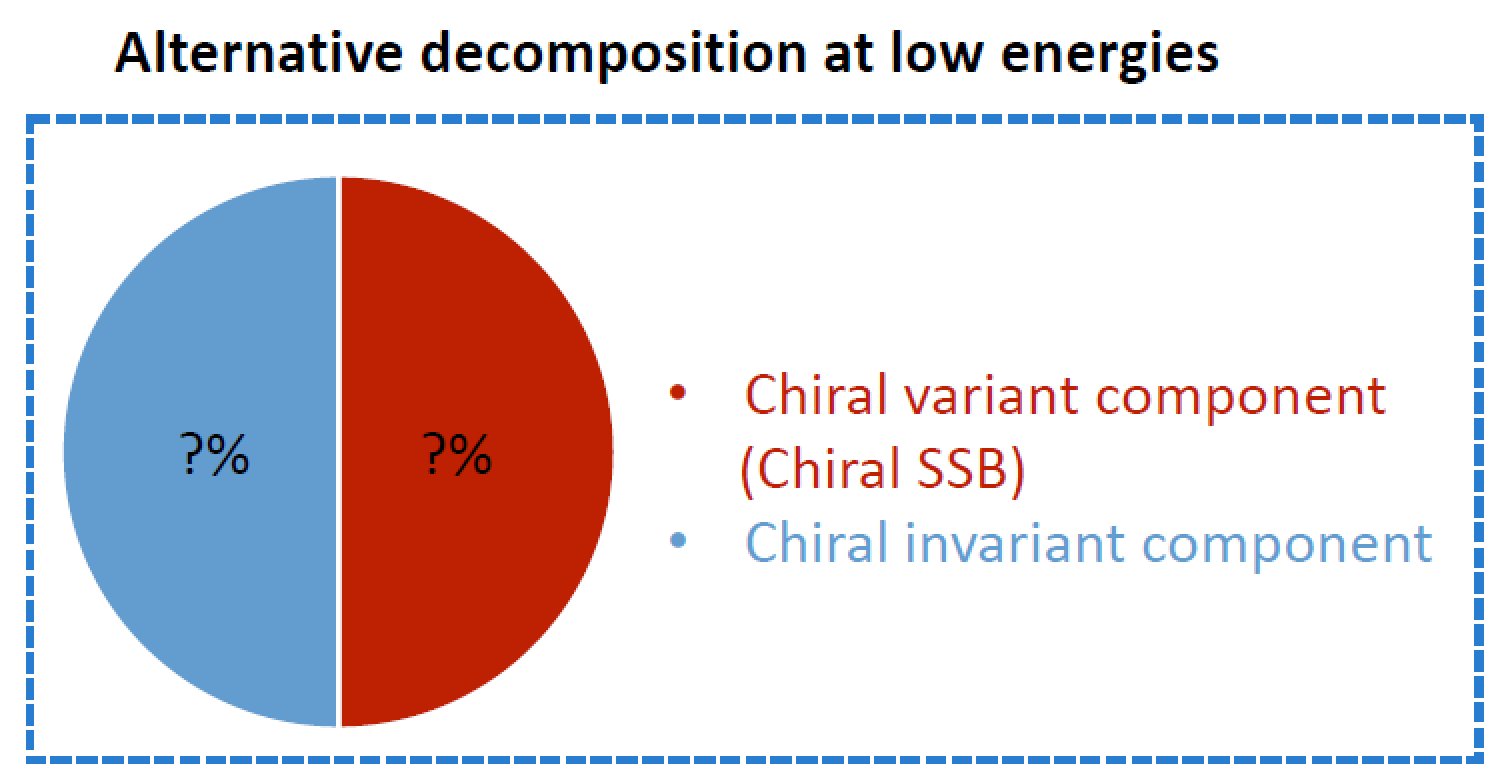 Alternative decomposition at low energies
?%
?%
• Chiral variant component
(Chiral SSB)
• Chiral invariant component